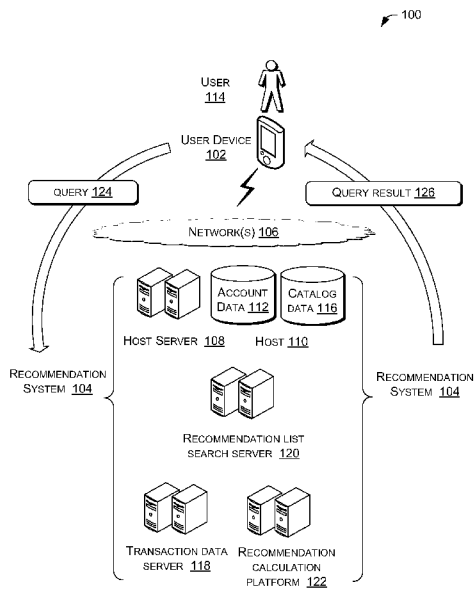 100
USER
114
USER DEVICE
102
QUERY 124
QUERY RESULT 126
NETWORK(S) 106
ACCOUNT
DATA 112
CATALOG
DATA 116
HOST SERVER 108
HOST 110
RECOMMENDATION
SYSTEM 104
RECOMMENDATION
SYSTEM 104
RECOMMENDATION LIST
SEARCH SERVER 120
TRANSACTION DATA
SERVER 118
RECOMMENDATION
CALCULATION
PLATFORM 122